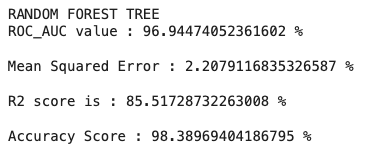 RANDOM FOREST TREE
ROC_AUC value : 96.94474052361602 %
Mean Squared Error : 2.2079116835326587 %
R2 score is : 85.51728732263008 %
Accuracy Score : 98.38969404186795 %